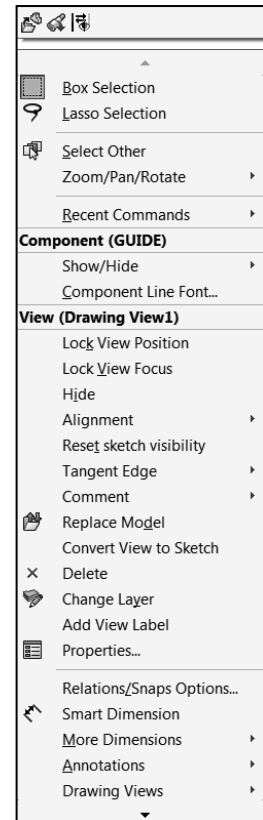 Box Selection
Lasso Selection
Select Other
Zoom/Pan/Rotate
Recent Commands
Component (GUIDE)
Show/Hide
Component Line Font...
View (Drawing View1)
Lock View Position
Lock View Focus
Hide
Alignment
Reset sketch visibility
Tangent Edge
Comment
Replace Model
Convert View to Sketch
Delete
Change Layer
Add View Label
Properties...
Relations/Snaps Options...
Smart Dimension
More Dimensions
Annotations
Drawing Views